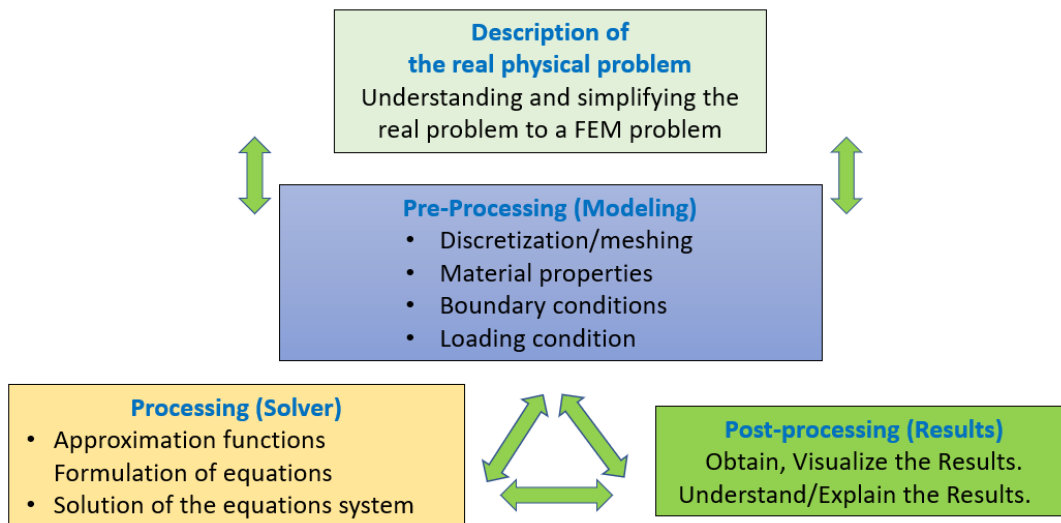 Description of
the real physical problem
Understanding and simplifying the
real problem to a FEM problem
Pre-Processing (Modeling)
• Discretization/meshing
• Material properties
• Boundary conditions
• Loading condition
Processing (Solver)
• Approximation functions
Formulation of equations
• Solution of the equations system
Post-processing (Results)
Obtain, Visualize the Results.
Understand/Explain the Results.